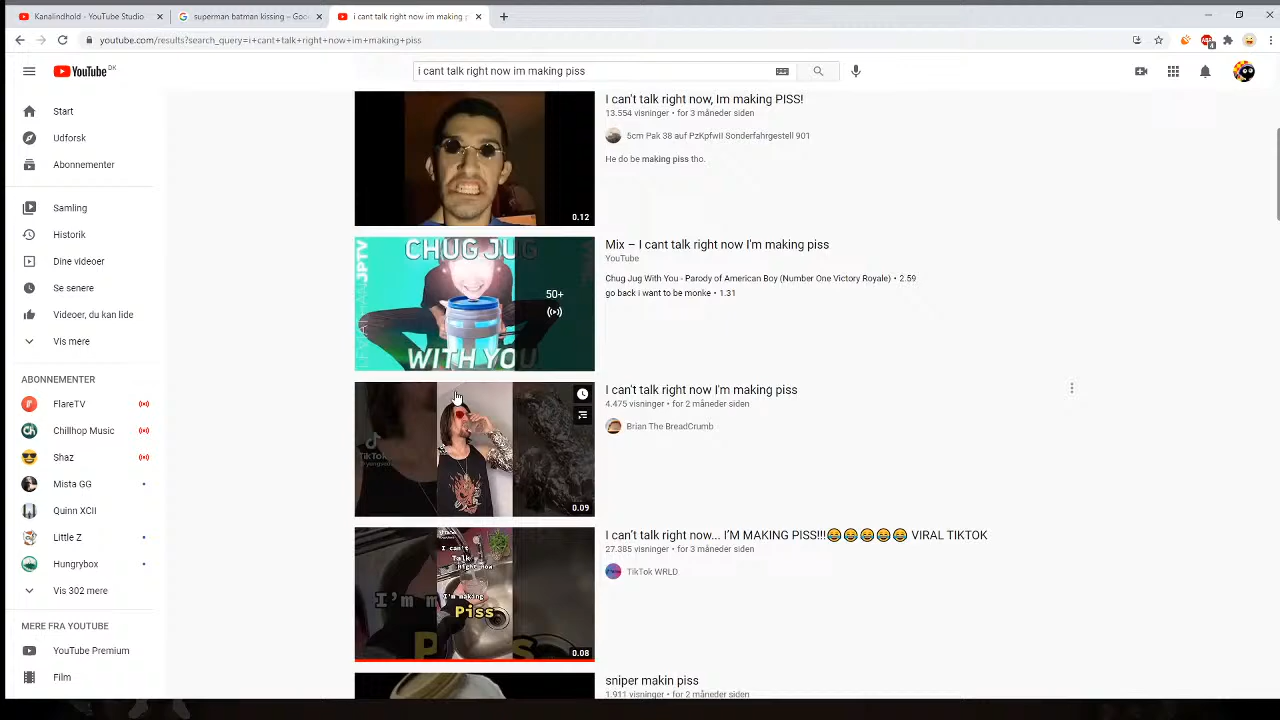 Kanalindhold - YouTube Studio
superman batman kissing – Goo
i cant talk right now im making p
youtube.com/results?search_query=i+cant+talk+right+now+im+making+piss
YouTube DK
i cant talk right now im making piss
Start
Udforsk
Abonnementer
Samling
Historik
Dine videoer
Se senere
Videoer, du kan lide
Vis mere
ABONNEMENTER
FlareTV
Chillhop Music
Shaz
Mista GG
Quinn XCII
Little Z
Hungrybox
Vis 302 mere
MERE FRA YOUTUBE
YouTube Premium
Film
0.12
I can't talk right now, Im making PISS!
13.554 visninger • for 3 måneder siden
5cm Pak 38 auf PzKpfwII Sonderfahrgestell 901
He do be making piss tho.
CHUG JUG
WITH YOU
JPTV
50+
Mix – I cant talk right now I'm making piss
YouTube
Chug Jug With You - Parody of American Boy (Number One Victory Royale) • 2.59
go back i want to be monke • 1.31
TikTok
0.09
I can't talk right now I'm making piss
4.475 visninger • for 2 måneder siden
Brian The BreadCrumb
I can't
Talk
right now
I'm making
Piss
I'm m
0.08
I can't talk right now... I'M MAKING PISS!!!😂😂😂😂😂 VIRAL TIKTOK
27.385 visninger • for 3 måneder siden
TikTok WRLD
sniper makin piss
1.911 visninger • for 2 måneder siden